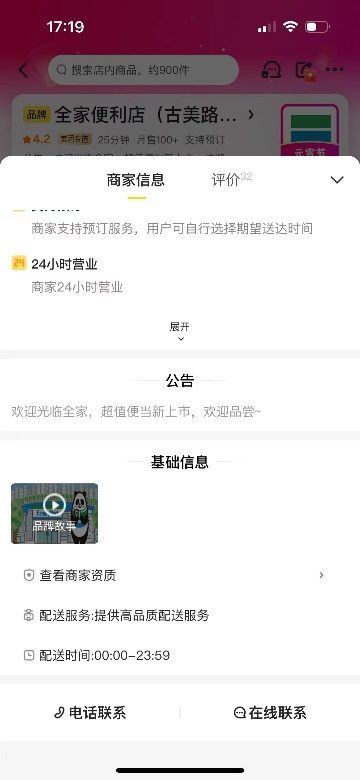 17:19
搜索店内商品，约900件
品牌 全家便利店（古美路...
4.2 美团专送 25分钟 月售100+ 支持预订
元宵节
商家信息 评价32
商家支持预订服务，用户可自行选择期望送达时间
24 24小时营业
商家24小时营业
展开
公告
欢迎光临全家，超值便当新上市，欢迎品尝~
基础信息
品牌故事
查看商家资质
配送服务:提供高品质配送服务
配送时间:00:00-23:59
电话联系 在线联系